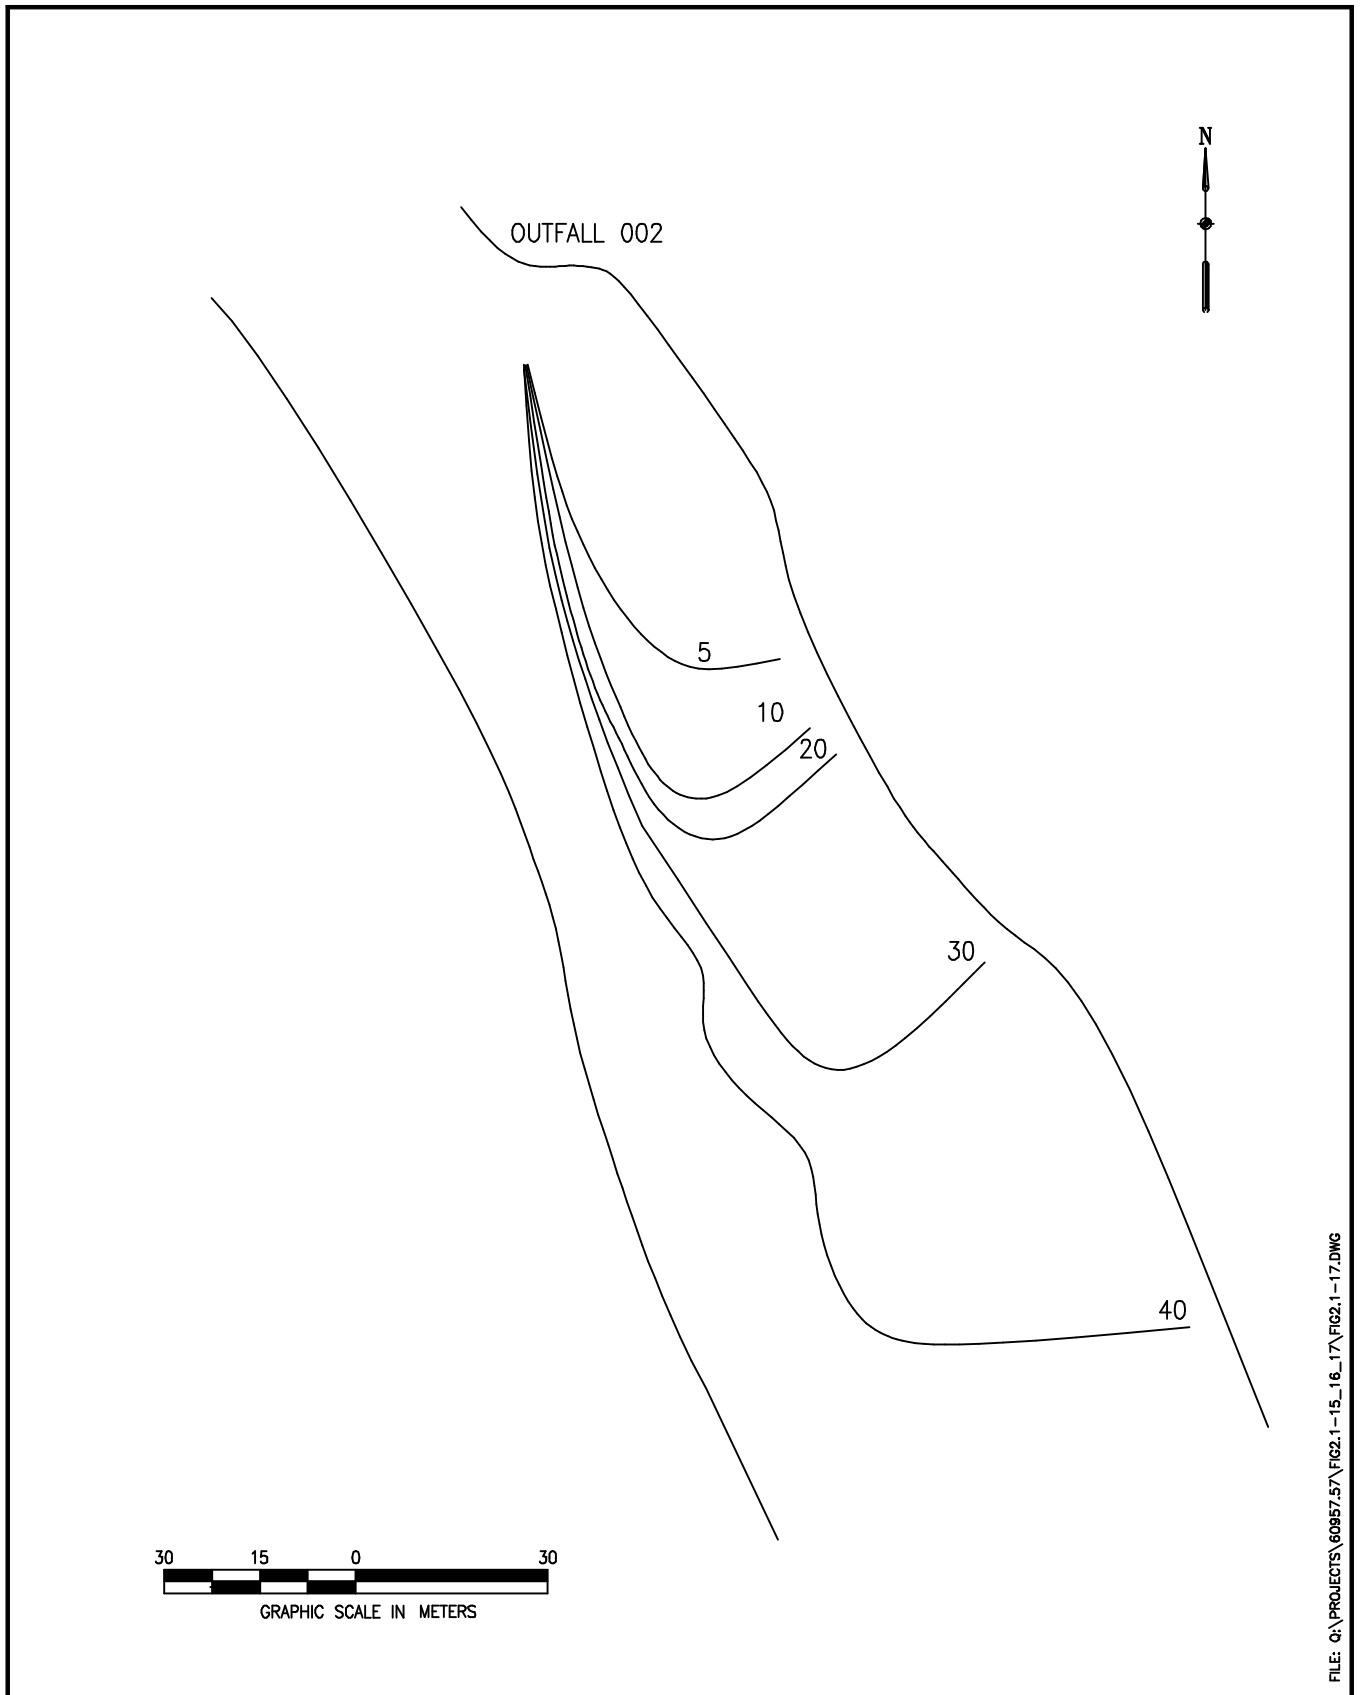 N
OUTFALL 002
5
10
20
30
40
30 15 0 30
GRAPHIC SCALE IN METERS
FILE: Q:\PROJECTS\60957.57\FIG2.1-15_16_17\FIG2.1-17.DWG